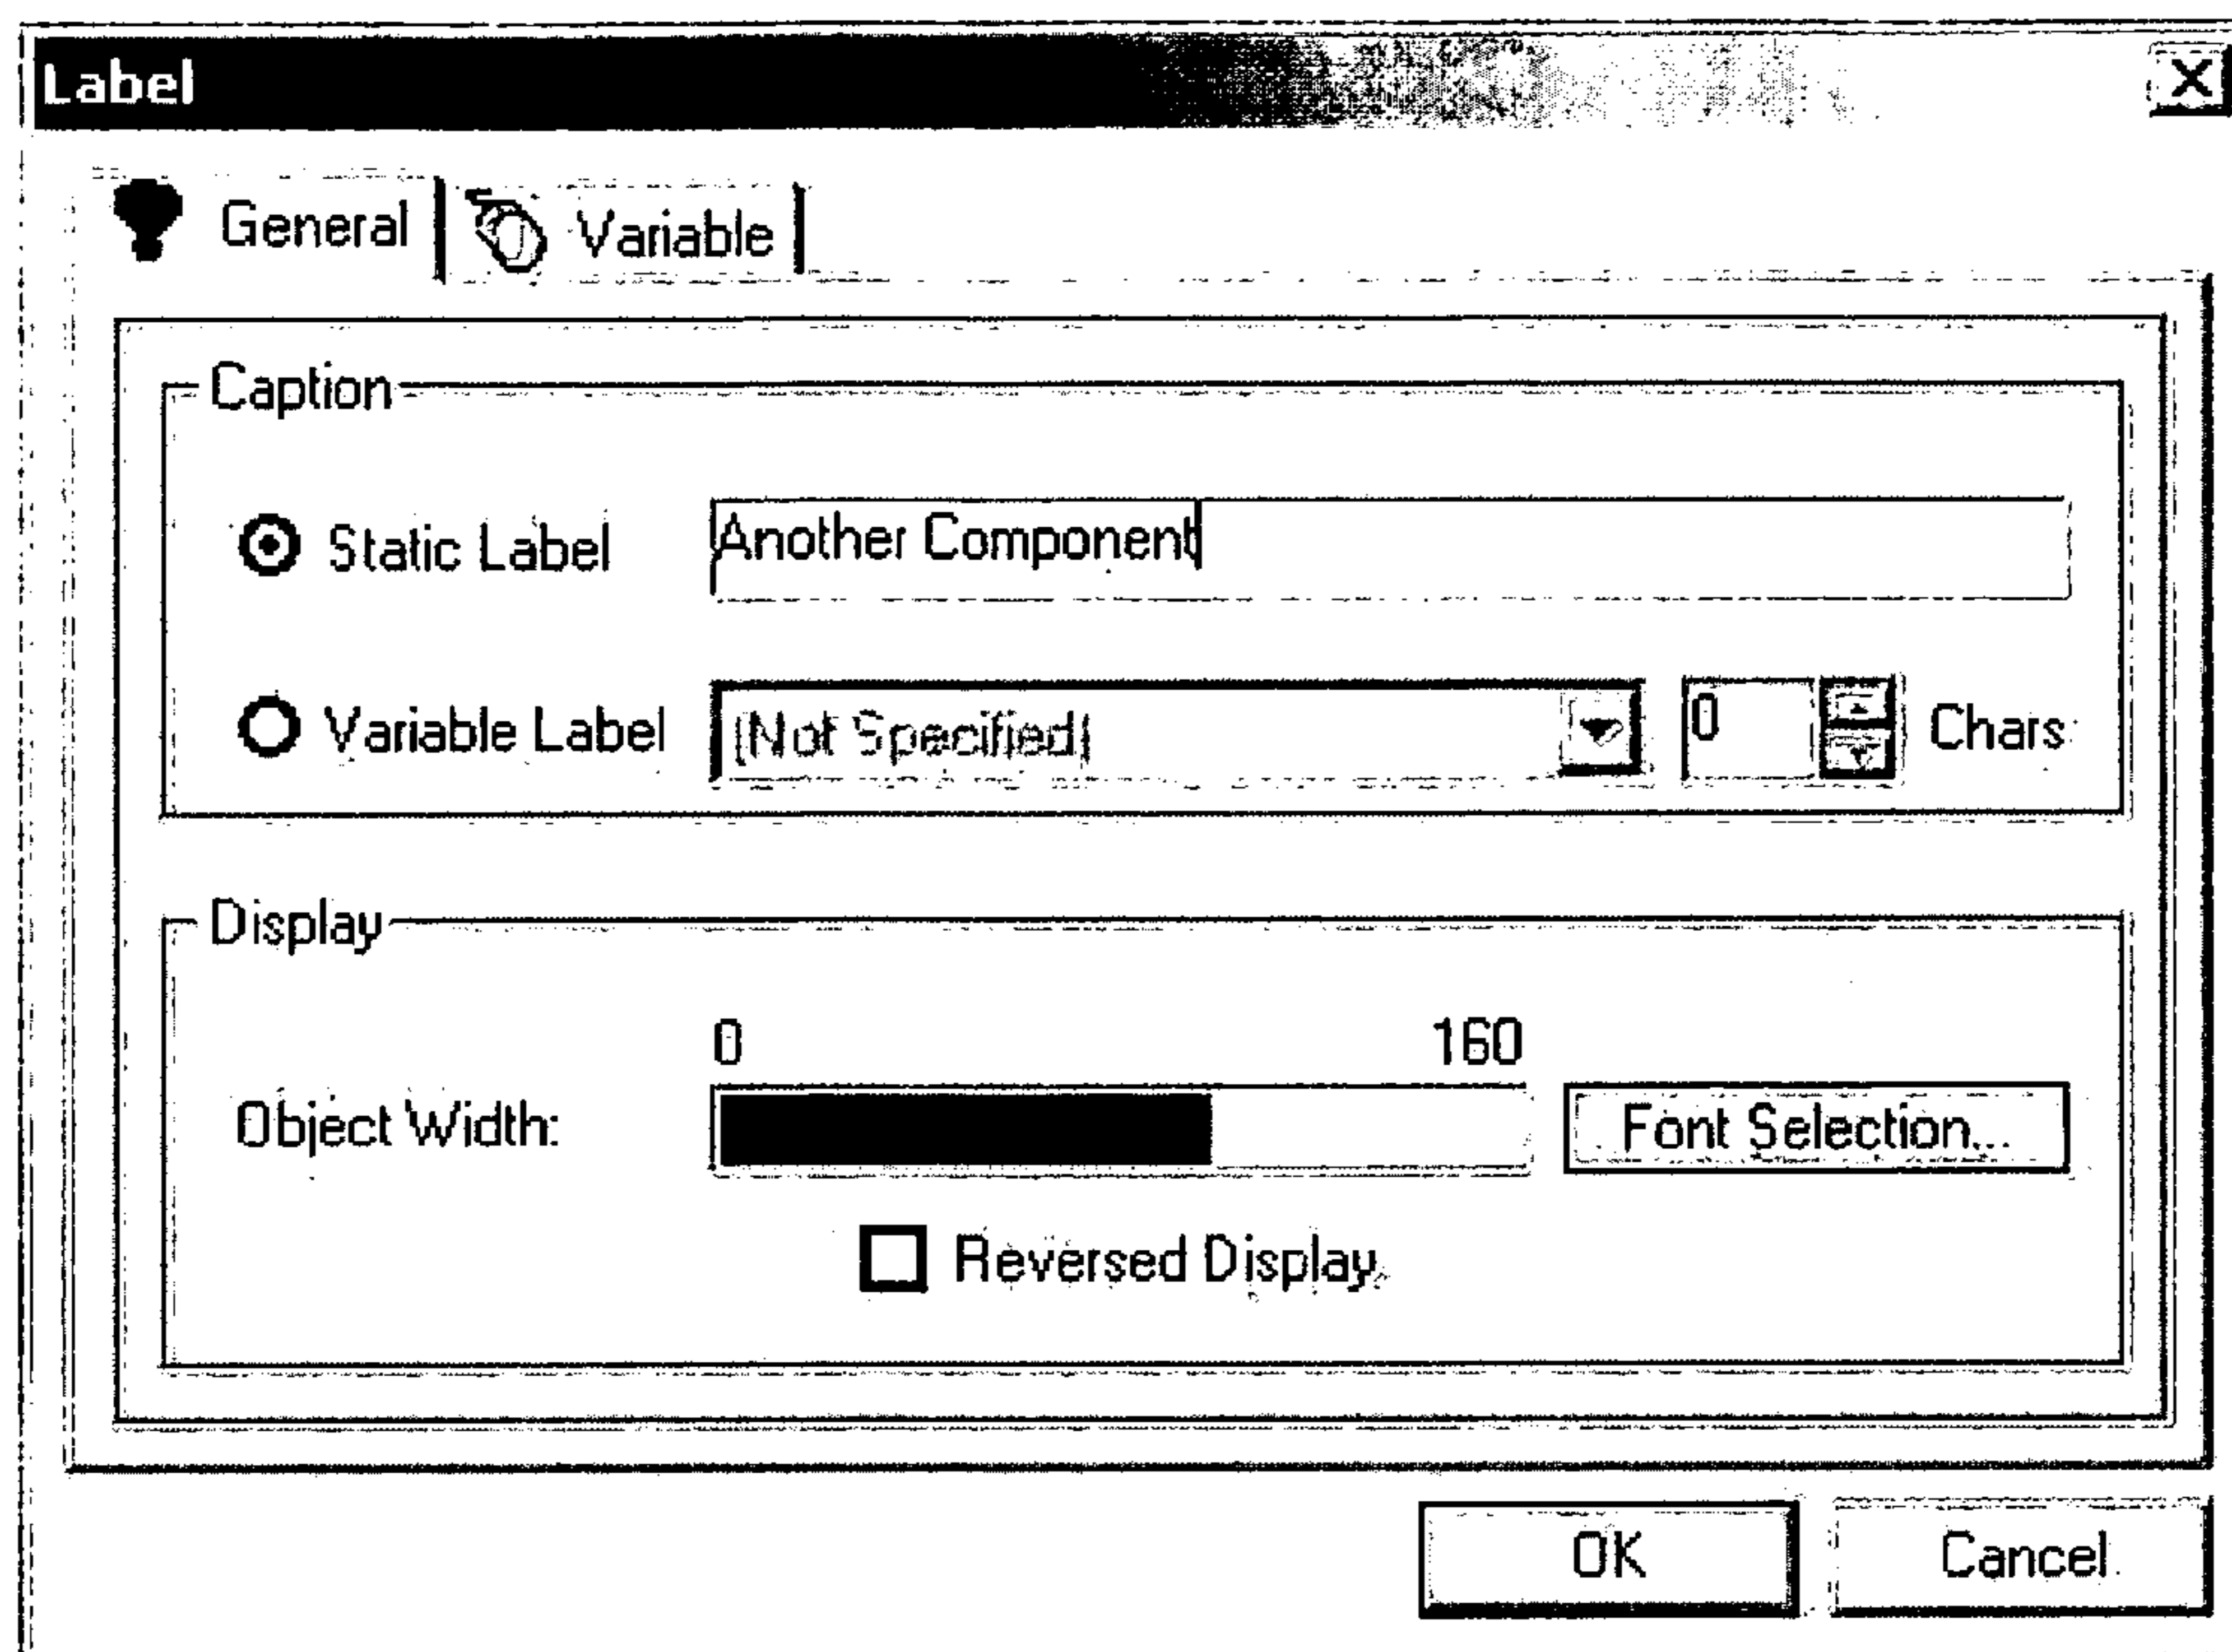 Label
General Variable
Caption
Static Label Another Component
Variable Label (Not Specified) 0 Chars
Display
0 160
Object Width: Font Selection...
Reversed Display
OK Cancel